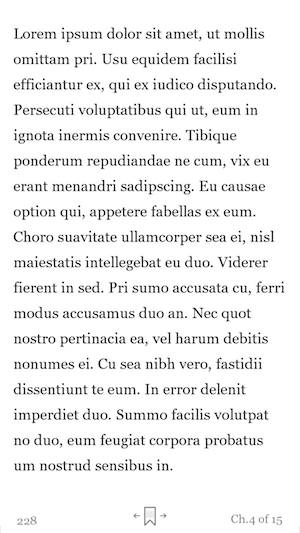 Lorem ipsum dolor sit amet, ut mollis
omittam pri. Usu equidem facilisi
efficiantur ex, qui ex iudico disputando.
Persecuti voluptatibus qui ut, eum in
ignota inermis convenire. Tibique
ponderum repudiandae ne cum, vix eu
erant menandri sadipscing. Eu causae
option qui, appetere fabellas ex eum.
Choro suavitate ullamcorper sea ei, nisl
maiestatis intellegebat eu duo. Viderer
fierent in sed. Pri sumo accusata cu, ferri
modus accusamus duo an. Nec quot
nostro pertinacia ea, vel harum debitis
nonumes ei. Cu sea nibh vero, fastidii
dissentiunt te eum. In error delenit
imperdiet duo. Summo facilis volutpat
no duo, eum feugiat corpora probatus
um nostrud sensibus in.
228 Ch.4 of 15